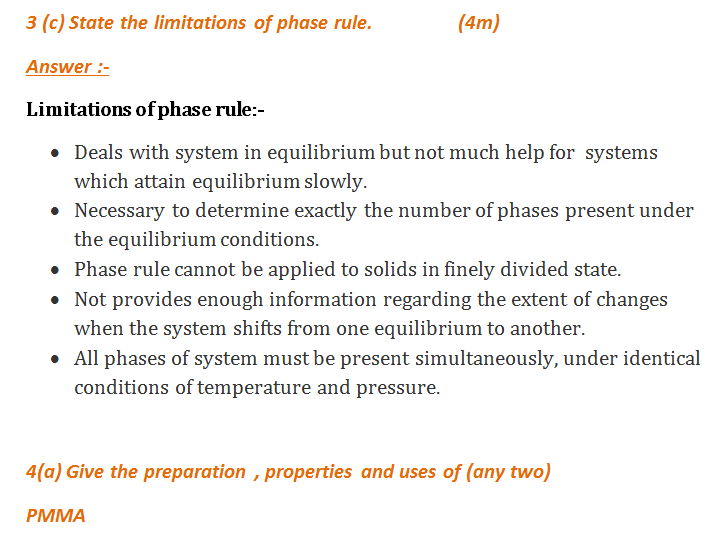 3 (c) State the limitations of phase rule. (4m)
Answer :-
Limitations of phase rule:-
• Deals with system in equilibrium but not much help for systems
which attain equilibrium slowly.
• Necessary to determine exactly the number of phases present under
the equilibrium conditions.
• Phase rule cannot be applied to solids in finely divided state.
• Not provides enough information regarding the extent of changes
when the system shifts from one equilibrium to another.
• All phases of system must be present simultaneously, under identical
conditions of temperature and pressure.
4(a) Give the preparation , properties and uses of (any two)
PMMA